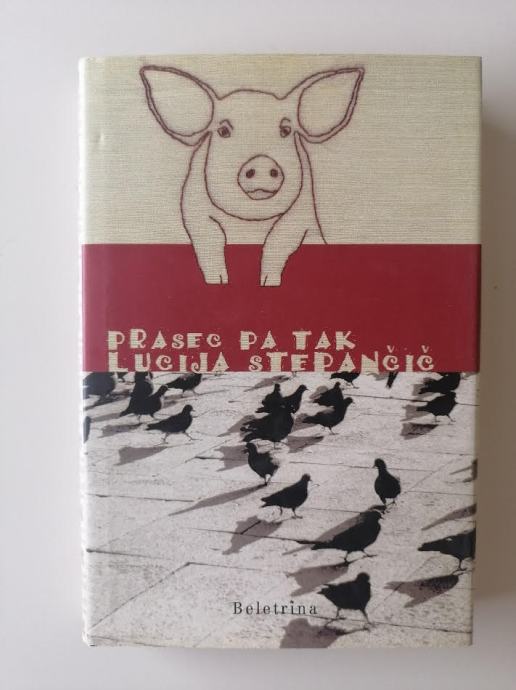 PRASEC PA TAK
LUCIJA STEPANČIČ
Beletrina